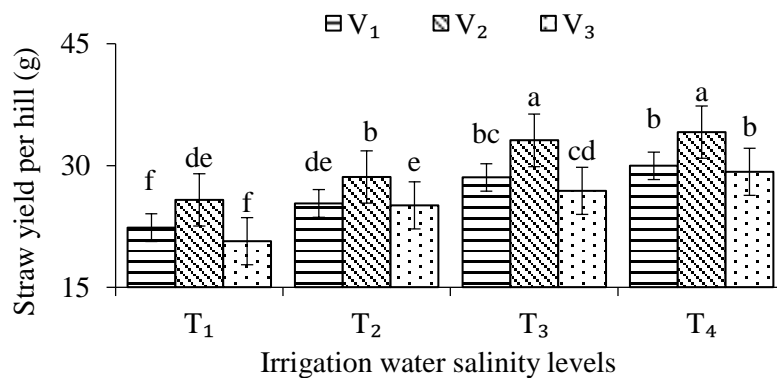 V₁ V₂ V₃
Straw yield per hill (g)
45
30
15
f de f
de b e
bc a cd
b a b
T₁ T₂ T₃ T₄
Irrigation water salinity levels